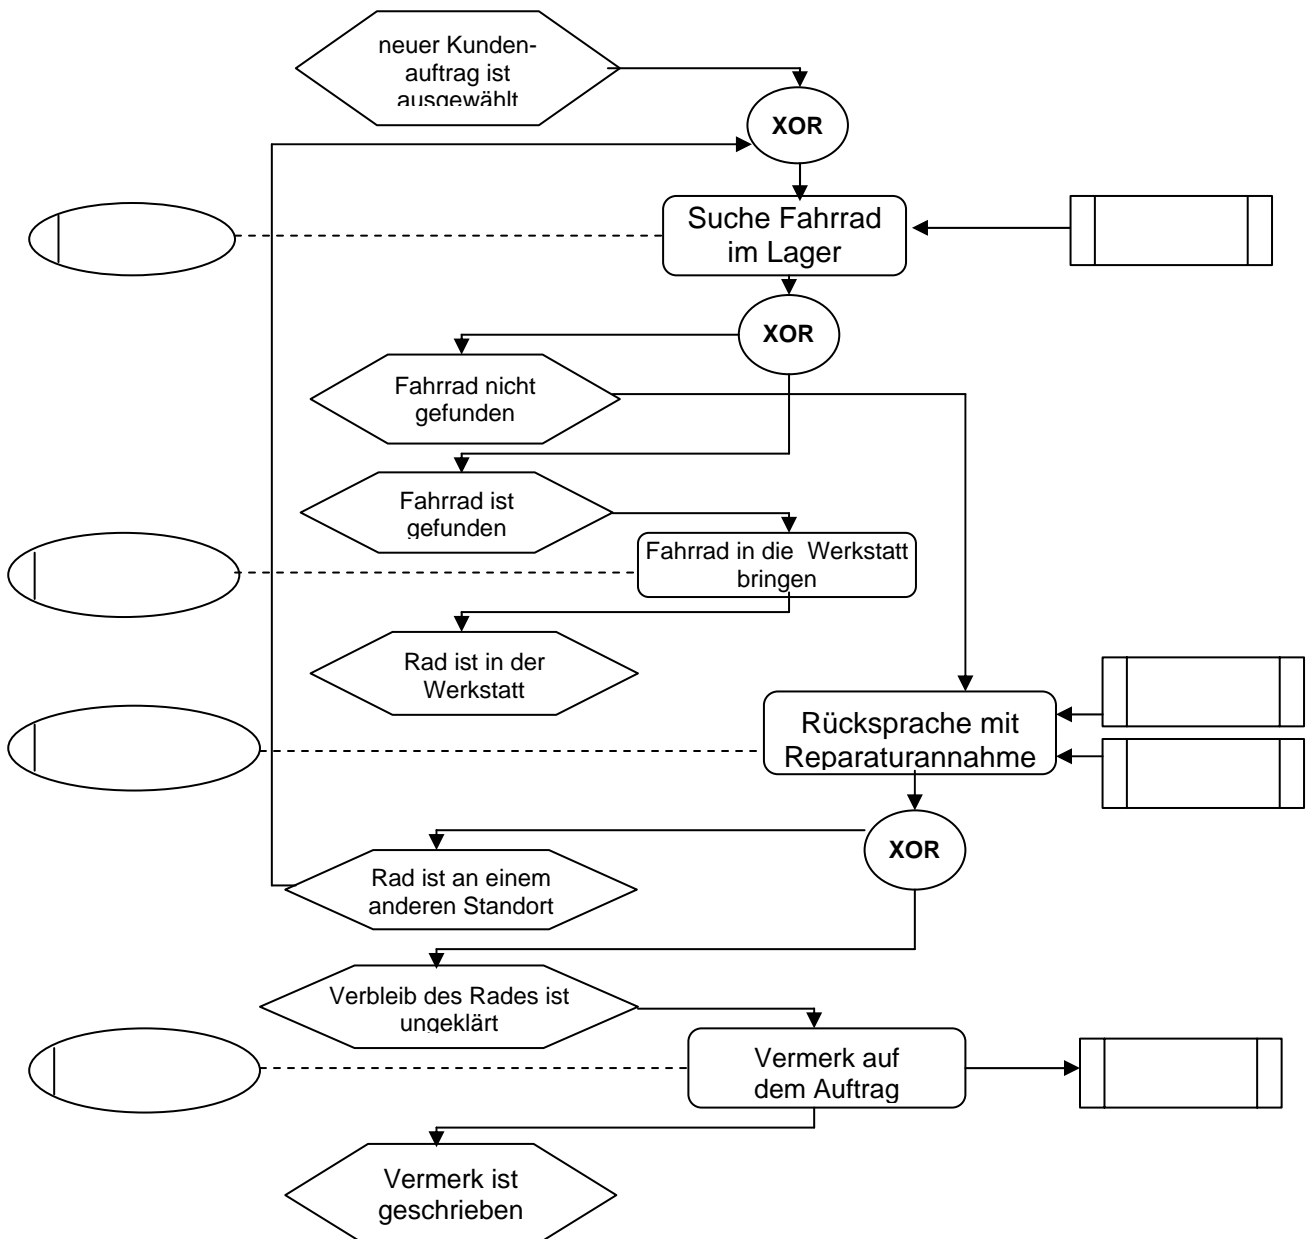 neuer Kunden-
auftrag ist
ausgewählt
XOR
Suche Fahrrad
im Lager
XOR
Fahrrad nicht
gefunden
Fahrrad ist
gefunden
Fahrrad in die Werkstatt
bringen
Rad ist in der
Werkstatt
Rücksprache mit
Reparaturannahme
XOR
Rad ist an einem
anderen Standort
Verbleib des Rades ist
ungeklärt
Vermerk auf
dem Auftrag
Vermerk ist
geschrieben